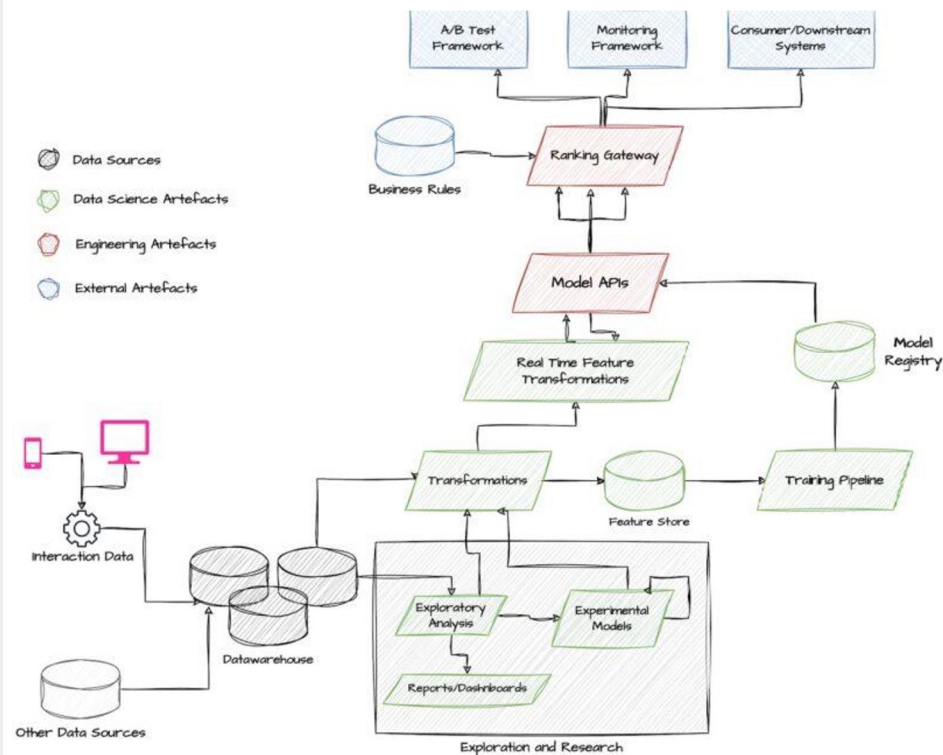 A/B Test
Framework
Monitoring
Framework
Consumer/Downstream
Systems
Ranking Gateway
Business Rules
Data Sources
Data Science Artefacts
Engineering Artefacts
External Artefacts
Model APIs
Model
Registry
Real Time Feature
Transformations
Transformations
Feature Store
Training Pipeline
Interaction Data
Datawarehouse
Exploratory
Analysis
Experimental
Models
Reports/Dashnboards
Other Data Sources
Exploration and Research